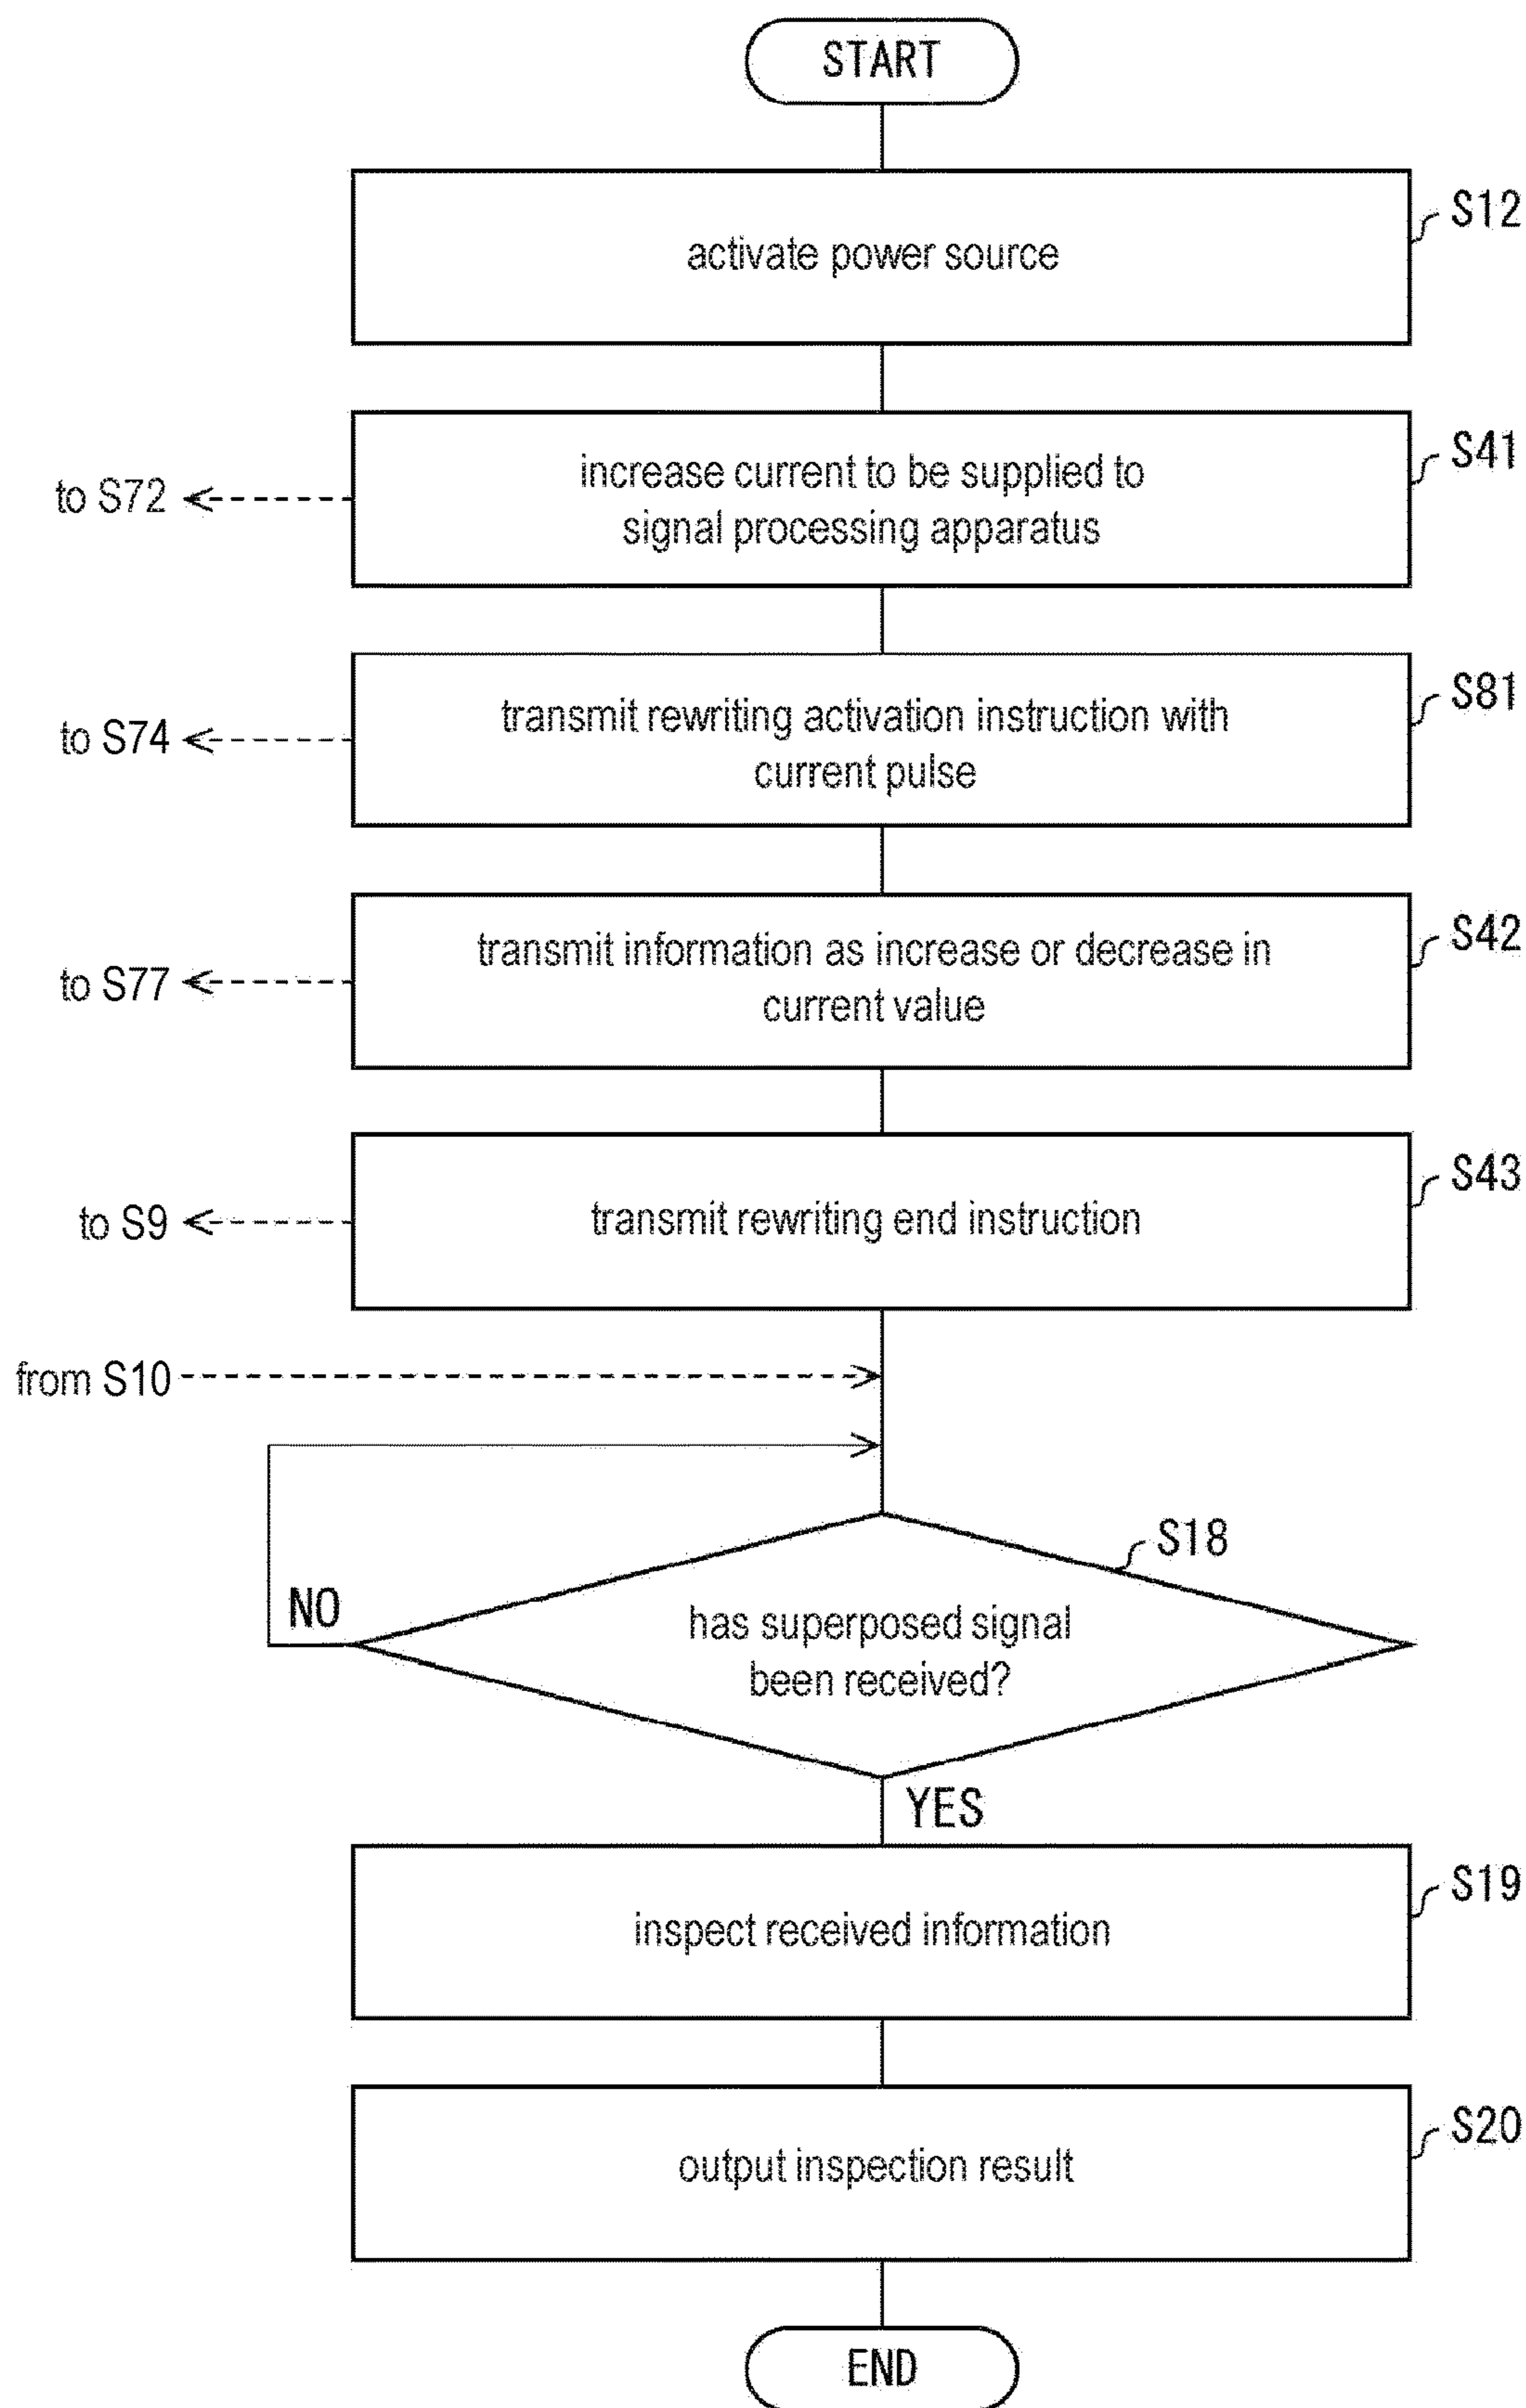 START
activate power source
S12
increase current to be supplied to
signal processing apparatus
S41
to S72
transmit rewriting activation instruction with
current pulse
S81
to S74
transmit information as increase or decrease in
current value
S42
to S77
transmit rewriting end instruction
S43
to S9
from S10
S18
NO
has superposed signal
been received?
YES
inspect received information
S19
output inspection result
S20
END